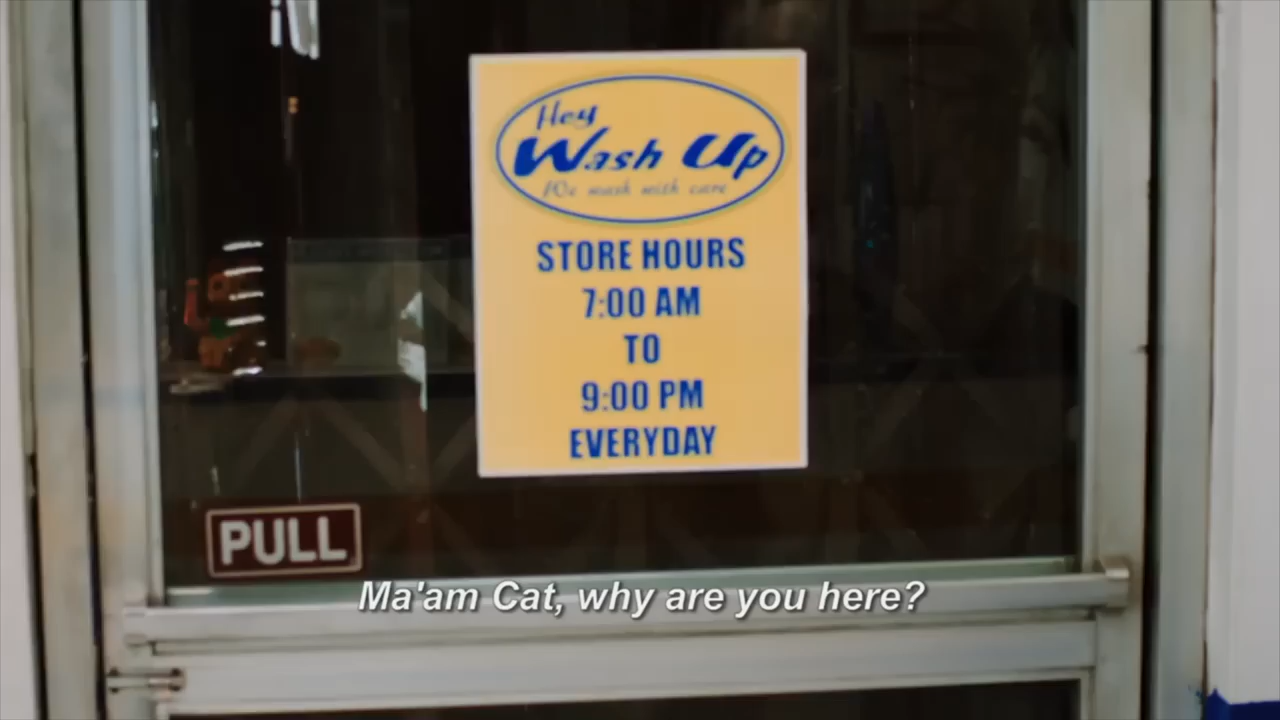 Hey
Wash Up
We wash with care
STORE HOURS
7:00 AM
TO
9:00 PM
EVERYDAY
PULL
Ma'am Cat, why are you here?